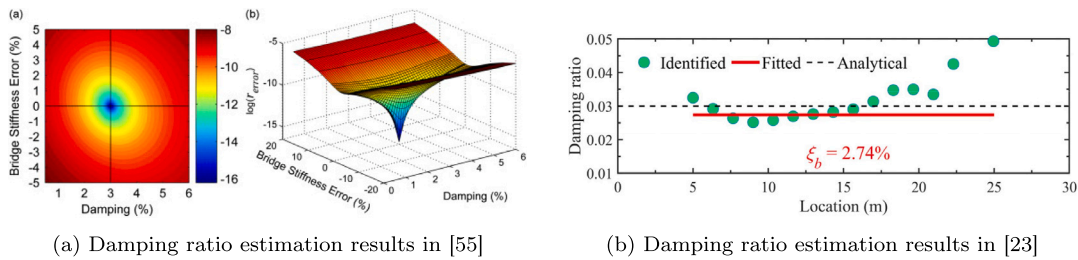 (a)
5
4
3
2
1
0
-1
-2
-3
-4
-5
Bridge Stiffness Error (%)
1 2 3 4 5 6
Damping (%)
-8
-10
-12
-14
-16
(b)
-5
-10
-15
log(r_error)
20
10
0
-10
-20
Bridge Stiffness Error (%)
0 1 2 3 4 5 6
Damping (%)
(a) Damping ratio estimation results in [55]
0.05
0.04
0.03
0.02
0.01
Damping ratio
Identified Fitted Analytical
ξ_b = 2.74%
0 5 10 15 20 25 30
Location (m)
(b) Damping ratio estimation results in [23]